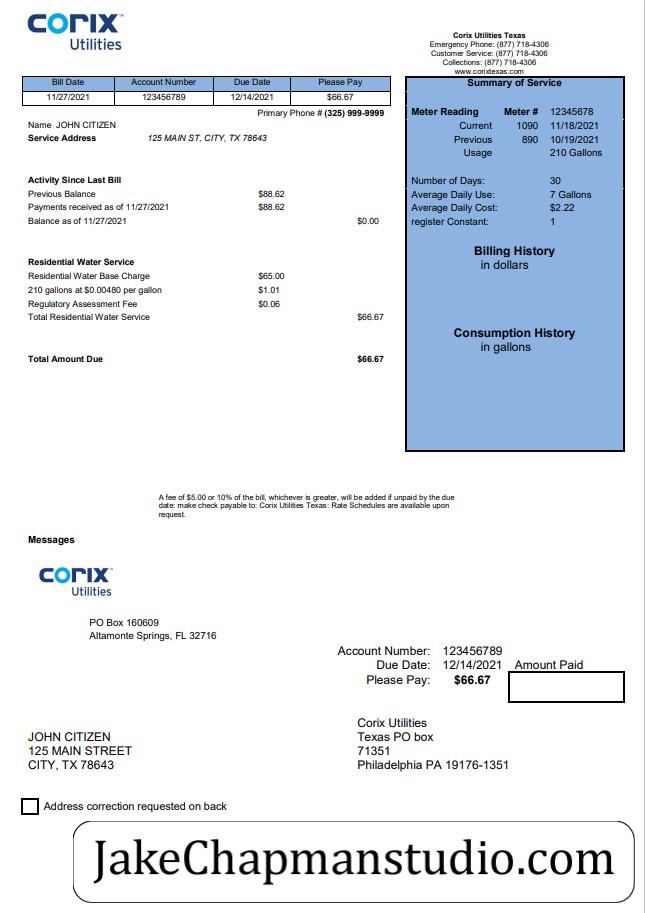 CORIX™
Utilities
Corix Utilities Texas
Emergency Phone: (877) 718-4306
Customer Service: (877) 718-4306
Collections: (877) 718-4306
www.corixtexas.com
Bill Date Account Number Due Date Please Pay
11/27/2021 123456789 12/14/2021 $66.67
Primary Phone # (325) 999-9999
Name JOHN CITIZEN
Service Address 125 MAIN ST, CITY, TX 78643
Activity Since Last Bill
Previous Balance $88.62
Payments received as of 11/27/2021 $88.62
Balance as of 11/27/2021 $0.00
Residential Water Service
Residential Water Base Charge $65.00
210 gallons at $0.00480 per gallon $1.01
Regulatory Assessment Fee $0.06
Total Residential Water Service $66.67
Total Amount Due $66.67
Summary of Service
Meter Reading Meter # 12345678
Current 1090 11/18/2021
Previous 890 10/19/2021
Usage 210 Gallons
Number of Days: 30
Average Daily Use: 7 Gallons
Average Daily Cost: $2.22
register Constant: 1
Billing History
in dollars
Consumption History
in gallons
A fee of $5.00 or 10% of the bill, whichever is greater, will be added if unpaid by the due
date: make check payable to: Corix Utilities Texas: Rate Schedules are available upon
request.
Messages
CORIX™
Utilities
PO Box 160609
Altamonte Springs, FL 32716
Account Number: 123456789
Due Date: 12/14/2021 Amount Paid
Please Pay: $66.67
JOHN CITIZEN
125 MAIN STREET
CITY, TX 78643
Corix Utilities
Texas PO box
71351
Philadelphia PA 19176-1351
Address correction requested on back
JakeChapmanstudio.com